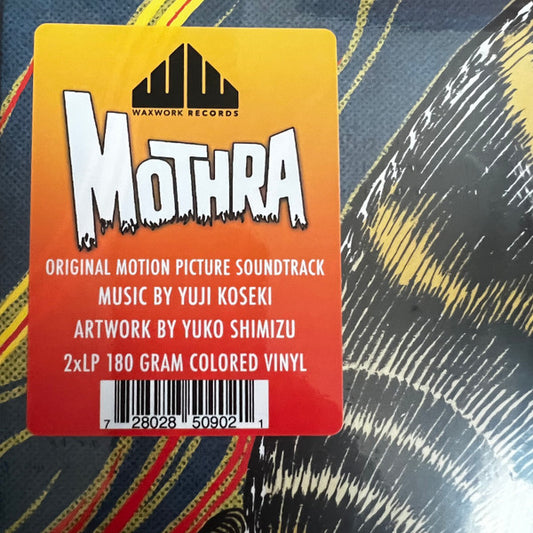 WAXWORK RECORDS
MOTHRA
ORIGINAL MOTION PICTURE SOUNDTRACK
MUSIC BY YUJI KOSEKI
ARTWORK BY YUKO SHIMIZU
2xLP 180 GRAM COLORED VINYL
7 28028 50902 1